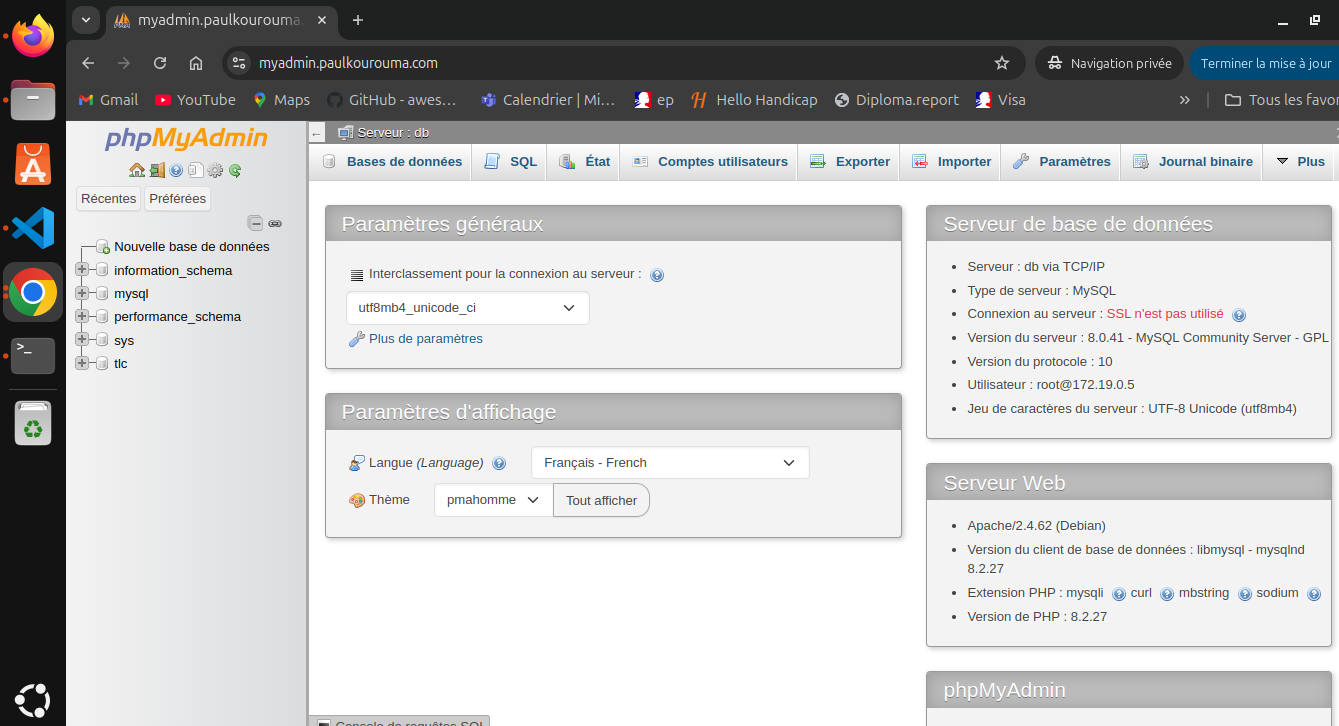 myadmin.paulkourouma.
myadmin.paulkourouma.com
Navigation privée
Terminer la mise à jour
Gmail
YouTube
Maps
GitHub - awes…
Calendrier | Mi…
ep
Hello Handicap
Diploma.report
Visa
»
Tous les favor
phpMyAdmin
Récentes
Préférées
Nouvelle base de données
information_schema
mysql
performance_schema
sys
tlc
Serveur : db
Bases de données
SQL
État
Comptes utilisateurs
Exporter
Importer
Paramètres
Journal binaire
Plus
Paramètres généraux
Interclassement pour la connexion au serveur :
utf8mb4_unicode_ci
Plus de paramètres
Paramètres d'affichage
Langue (Language)
Français - French
Thème
pmahomme
Tout afficher
Serveur de base de données
Serveur : db via TCP/IP
Type de serveur : MySQL
Connexion au serveur : SSL n'est pas utilisé
Version du serveur : 8.0.41 - MySQL Community Server - GPL
Version du protocole : 10
Utilisateur : root@172.19.0.5
Jeu de caractères du serveur : UTF-8 Unicode (utf8mb4)
Serveur Web
Apache/2.4.62 (Debian)
Version du client de base de données : libmysql - mysqlnd
8.2.27
Extension PHP : mysqli curl mbstring sodium
Version de PHP : 8.2.27
phpMyAdmin
Console de requêtes SQL